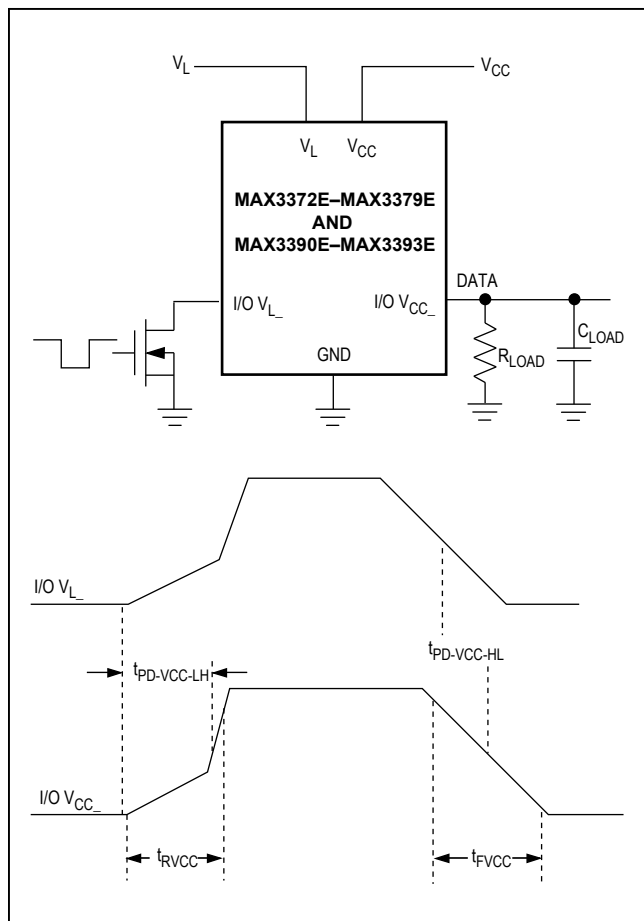 V_L V_CC
V_L V_CC
MAX3372E–MAX3379E
AND
MAX3390E–MAX3393E
DATA
I/O V_L_ I/O V_CC_
C_LOAD
R_LOAD
GND
I/O V_L_
t_PD-VCC-LH t_PD-VCC-HL
I/O V_CC_
t_RVCC t_FVCC